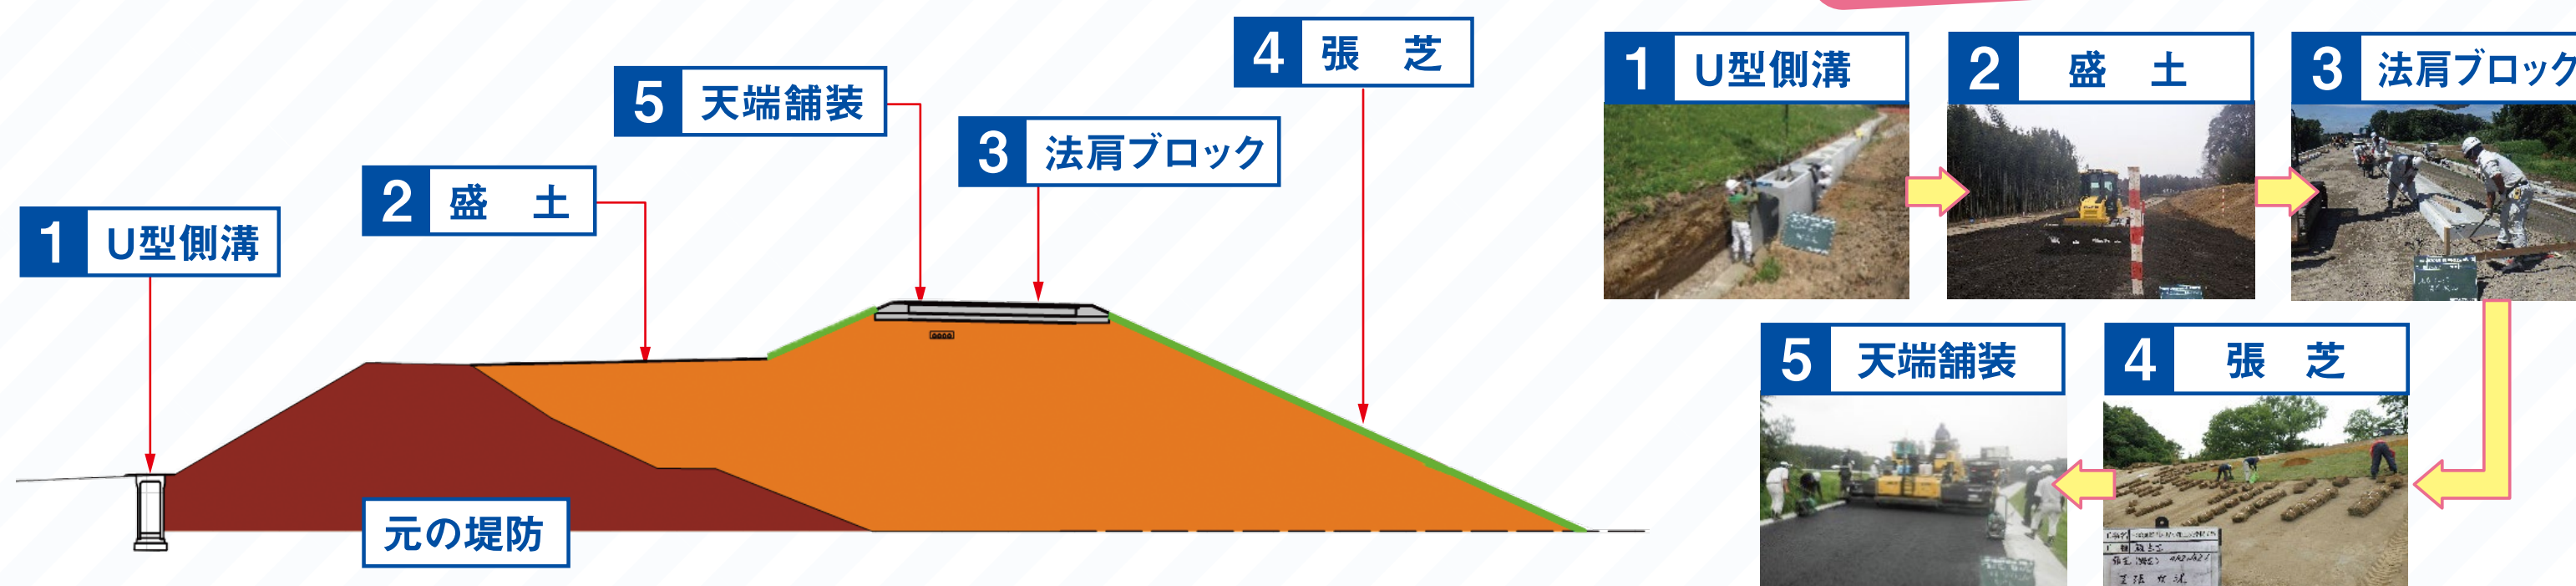 1 U型側溝
2 盛 土
5 天端舗装
3 法肩ブロック
4 張 芝
元の堤防
1 U型側溝
2 盛 土
3 法肩ブロック
4 張 芝
5 天端舗装